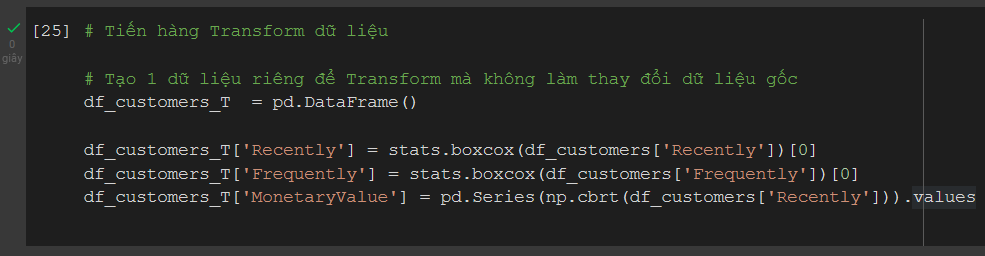 [25] # Tiến hàng Transform dữ liệu
0
giây
# Tạo 1 dữ liệu riêng để Transform mà không làm thay đổi dữ liệu gốc
df_customers_T  = pd.DataFrame()
df_customers_T['Recently'] = stats.boxcox(df_customers['Recently'])[0]
df_customers_T['Frequently'] = stats.boxcox(df_customers['Frequently'])[0]
df_customers_T['MonetaryValue'] = pd.Series(np.cbrt(df_customers['Recently'])).values